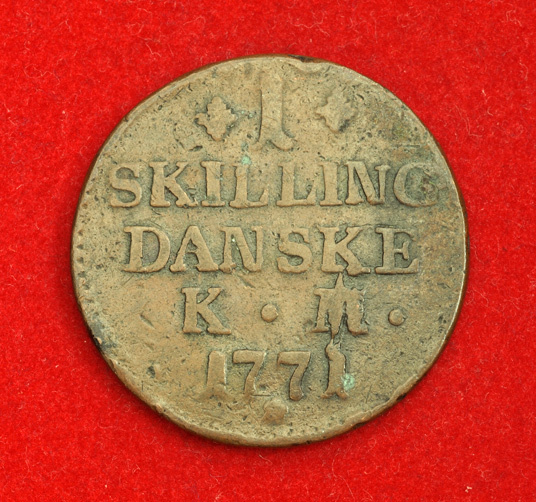 1
SKILLING
DANSKE
K · M ·
1771